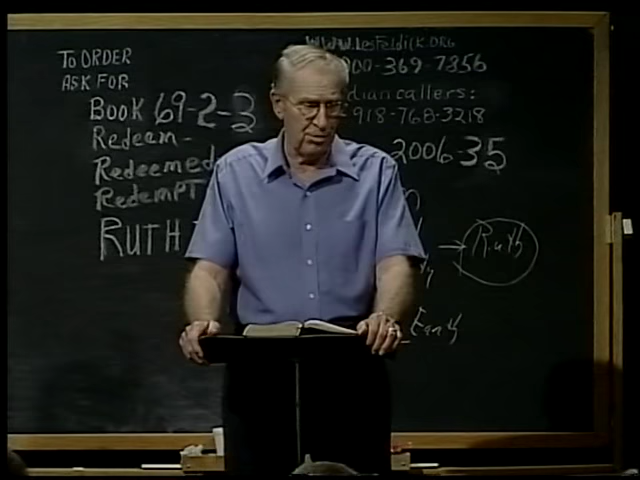 TO ORDER
ASK FOR
BOOK 69-2-3
Redeem-
Redeemed
RedempT
RUTH
WWW.LesFeldick.ORG
800-369-7856
dian callers:
918-768-3218
2006-35
Ruth
Earth